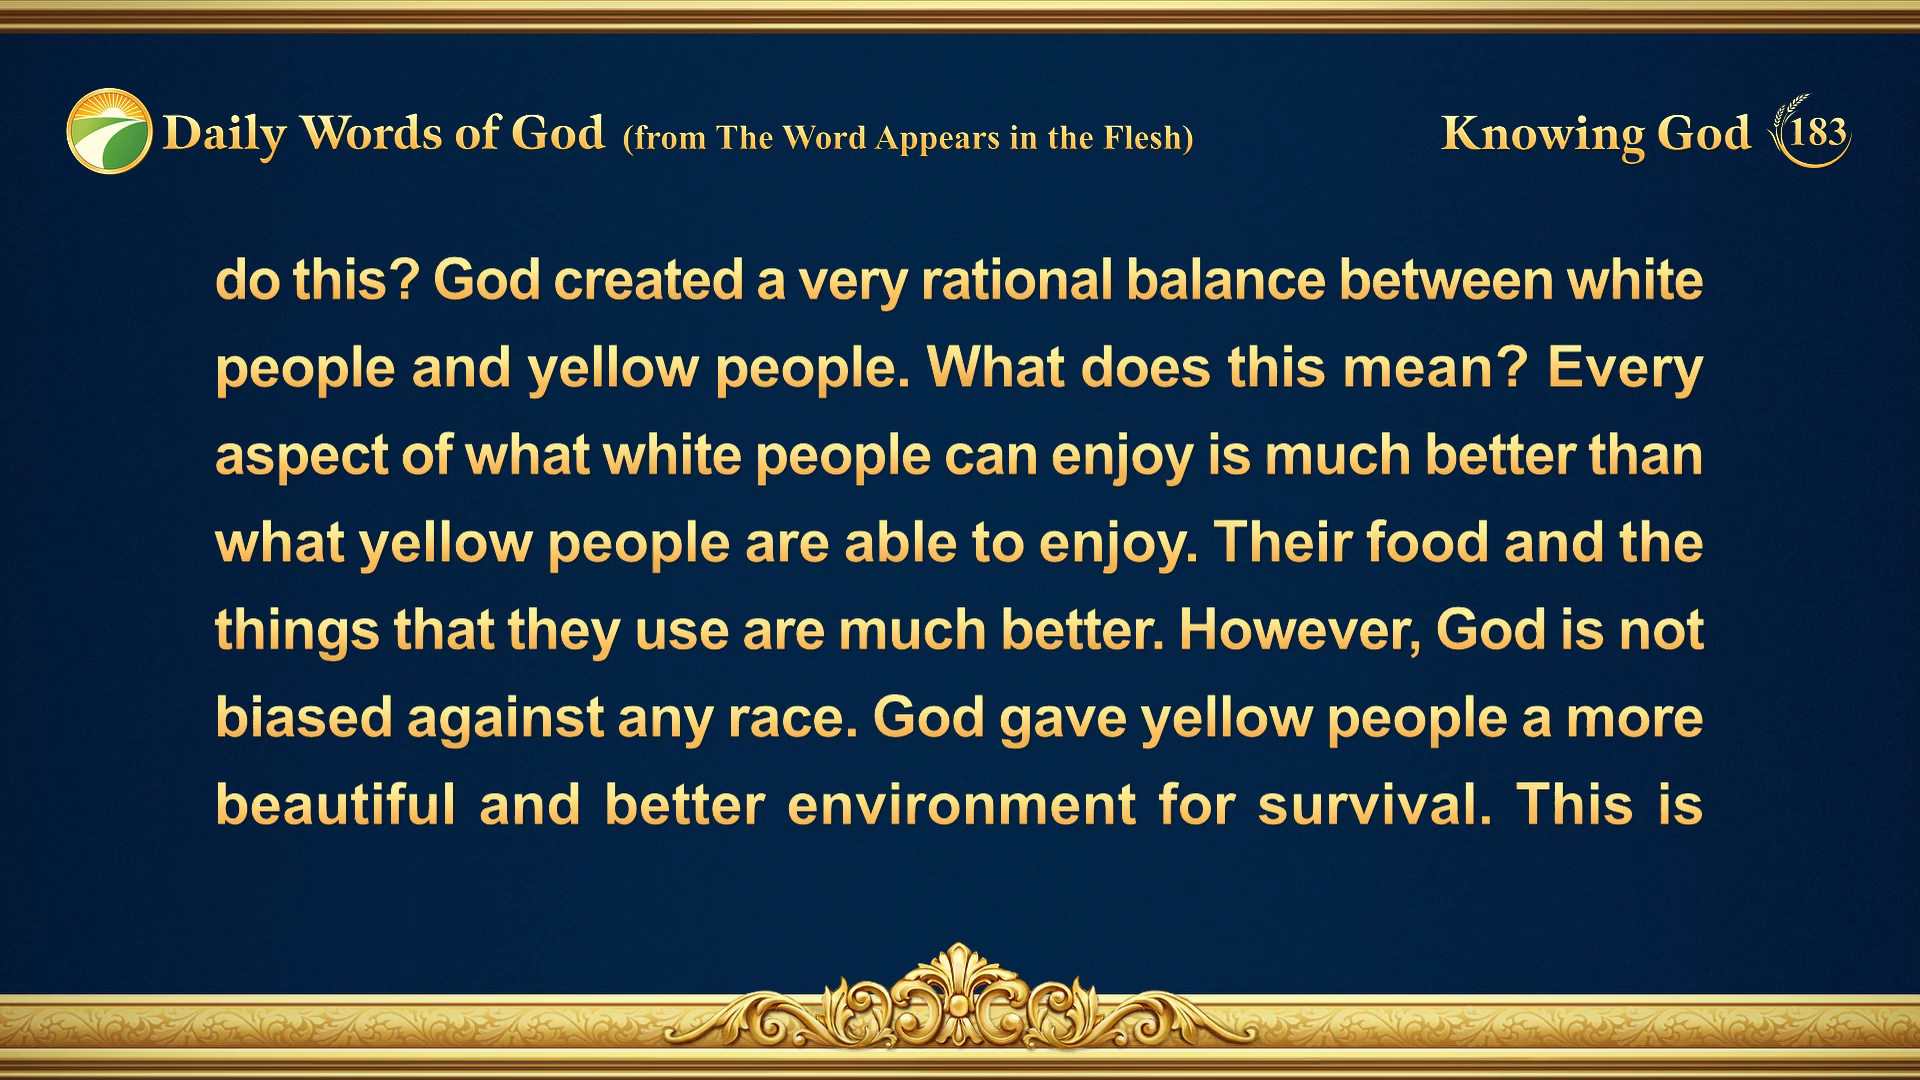 Daily Words of God (from The Word Appears in the Flesh)
Knowing God 183
do this? God created a very rational balance between white
people and yellow people. What does this mean? Every
aspect of what white people can enjoy is much better than
what yellow people are able to enjoy. Their food and the
things that they use are much better. However, God is not
biased against any race. God gave yellow people a more
beautiful and better environment for survival. This is